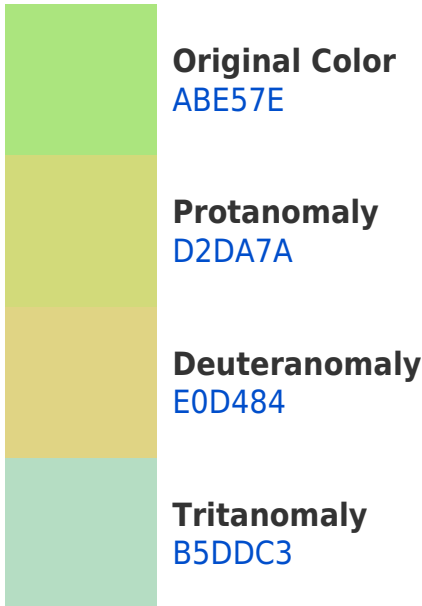 Original Color
ABE57E
Protanomaly
D2DA7A
Deuteranomaly
E0D484
Tritanomaly
B5DDC3